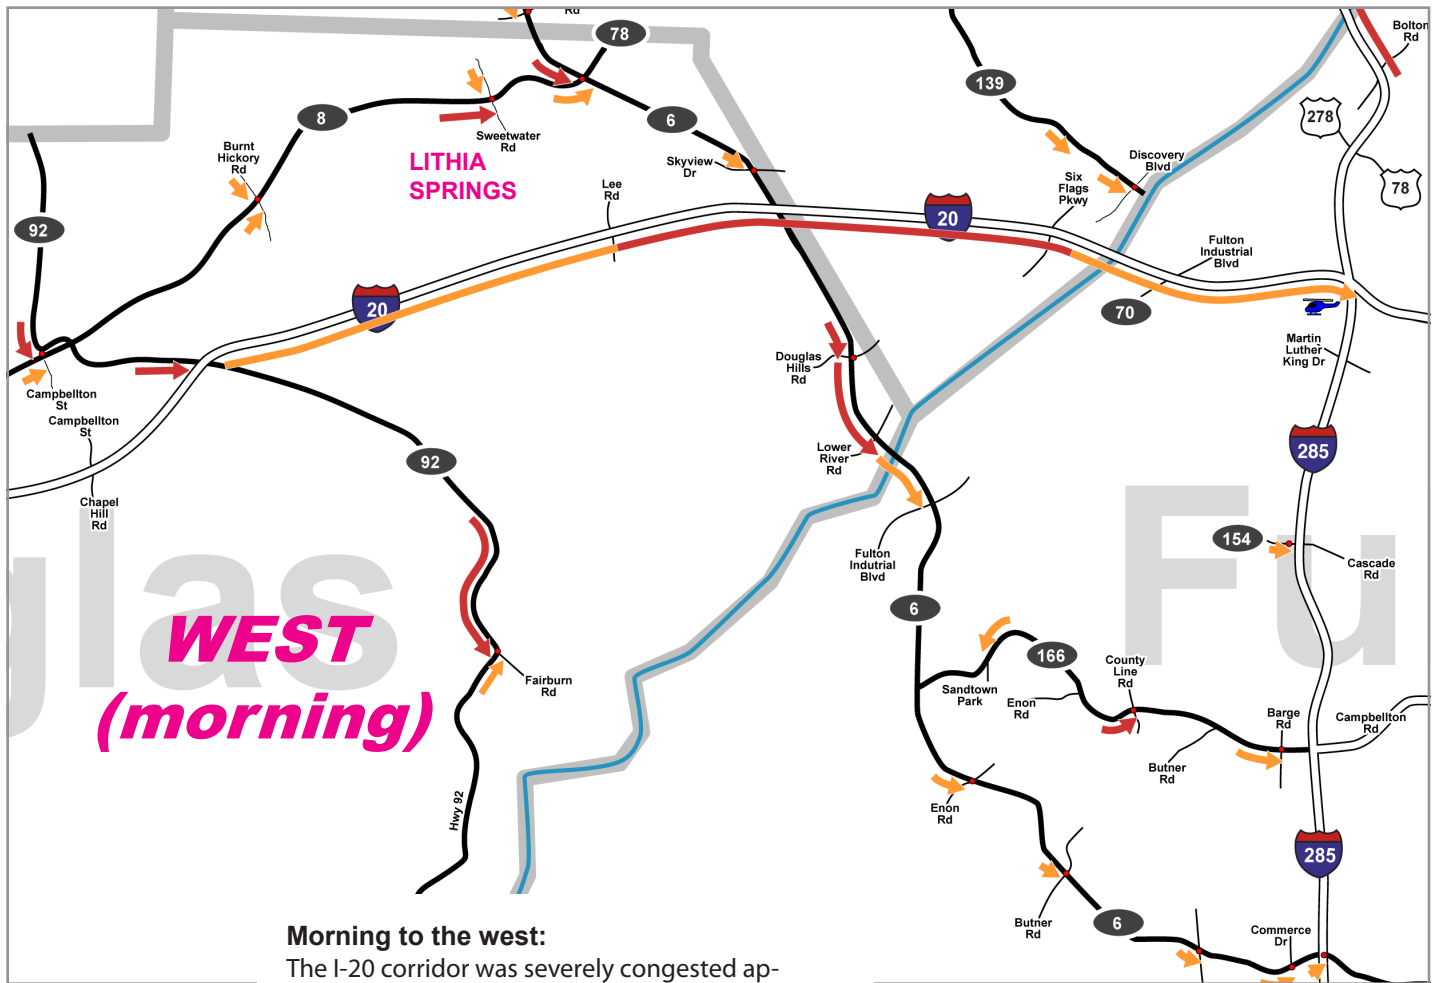 Rd
78
Bolton
Rd
139
278
8
6
Sweetwater
Rd
Burnt
Hickory
Rd
LITHIA
SPRINGS
Skyview
Dr
Discovery
Blvd
Six
Flags
Pkwy
78
Lee
Rd
92
20
Fulton
Industrial
Blvd
20
70
Martin
Luther
King Dr
Douglas
Hills
Rd
Campbellton
St
Campbellton
St
92
Lower
River
Rd
285
Chapel
Hill
Rd
glas
Fu
154
Cascade
Rd
Fulton
Indutrial
Blvd
6
WEST
(morning)
166
County
Line
Rd
Fairburn
Rd
Sandtown
Park
Enon
Rd
Barge
Rd
Campbellton
Rd
Butner
Rd
Hwy 92
Enon
Rd
285
Butner
Rd
6
Commerce
Dr
Morning to the west:
The I-20 corridor was severely congested ap-